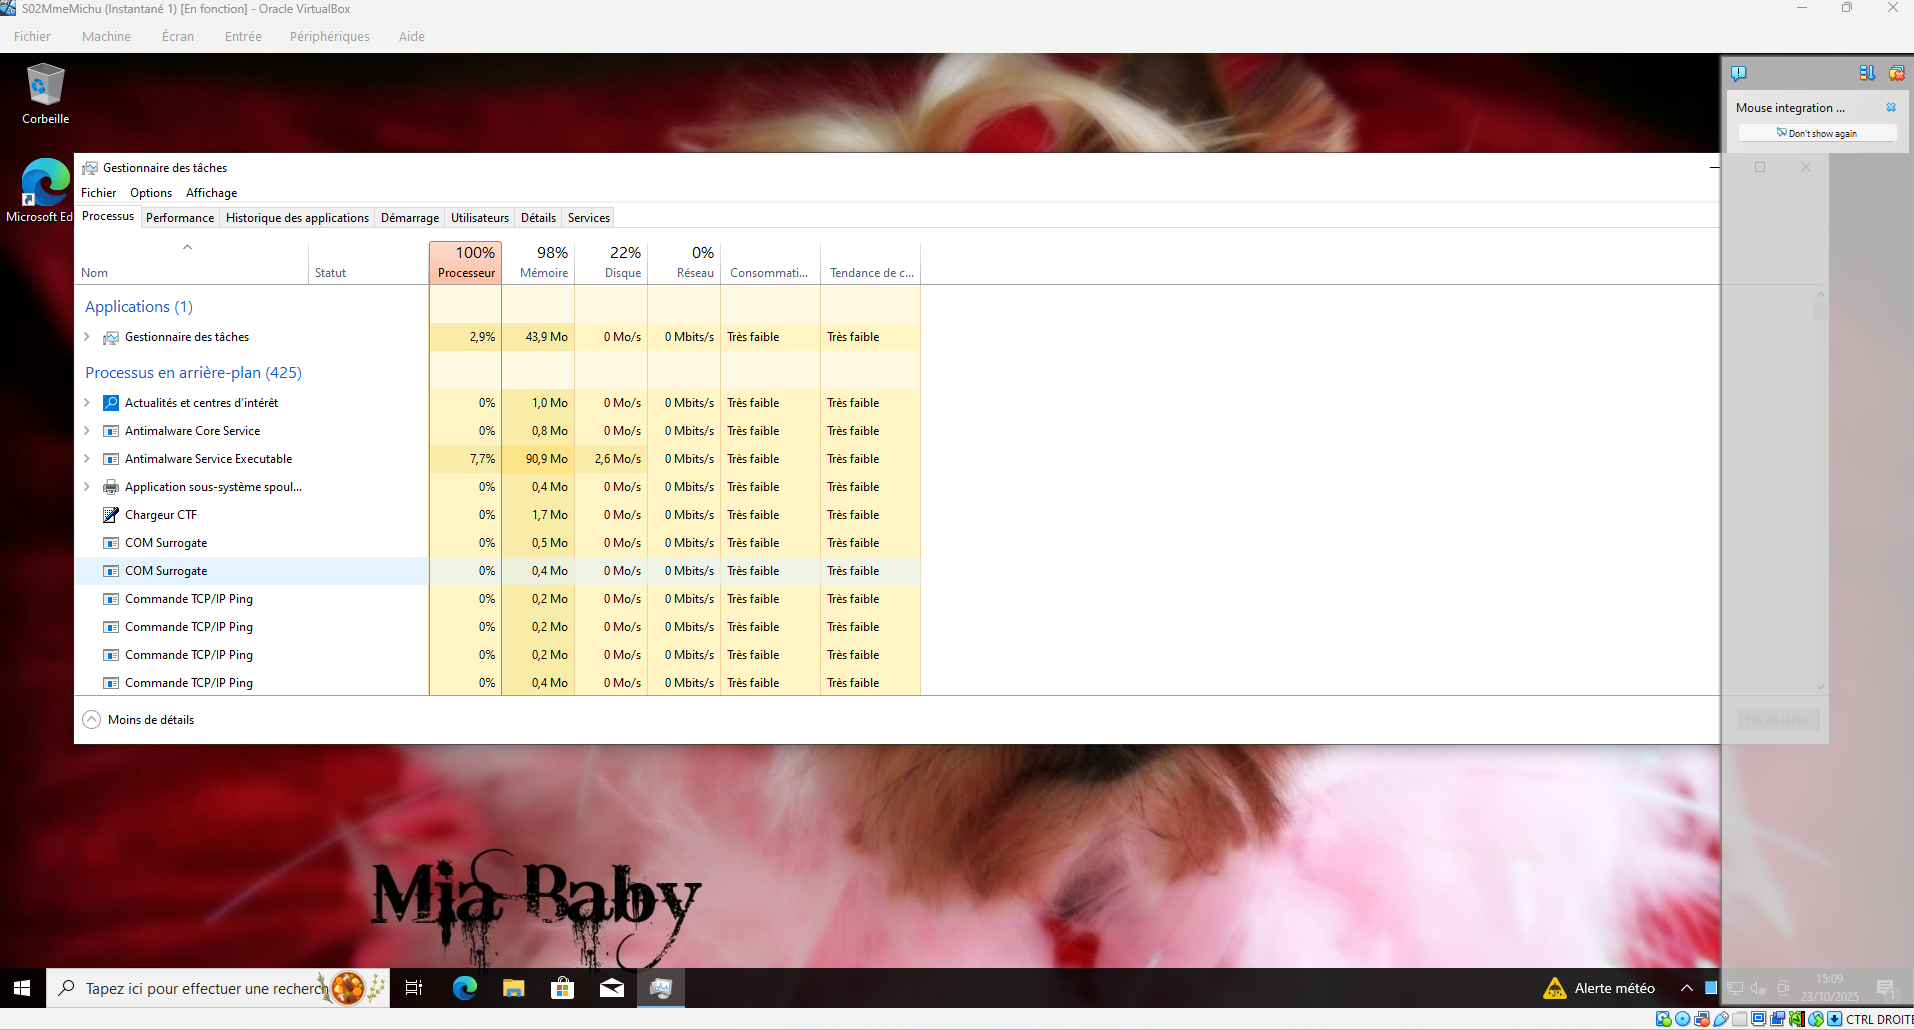 S02MmeMichu (Instantané 1) [En fonction] - Oracle VirtualBox
Fichier Machine Écran Entrée Périphériques Aide
Corbeille
Microsoft Ed
Mouse integration ...
Don't show again
Gestionnaire des tâches
Fichier Options Affichage
Processus Performance Historique des applications Démarrage Utilisateurs Détails Services
100% 98% 22% 0%
Nom Statut Processeur Mémoire Disque Réseau Consommati... Tendance de c...
Applications (1)
Gestionnaire des tâches 2,9% 43,9 Mo 0 Mo/s 0 Mbits/s Très faible Très faible
Processus en arrière-plan (425)
Actualités et centres d'intérêt 0% 1,0 Mo 0 Mo/s 0 Mbits/s Très faible Très faible
Antimalware Core Service 0% 0,8 Mo 0 Mo/s 0 Mbits/s Très faible Très faible
Antimalware Service Executable 7,7% 90,9 Mo 2,6 Mo/s 0 Mbits/s Très faible Très faible
Application sous-système spoul... 0% 0,4 Mo 0 Mo/s 0 Mbits/s Très faible Très faible
Chargeur CTF 0% 1,7 Mo 0 Mo/s 0 Mbits/s Très faible Très faible
COM Surrogate 0% 0,5 Mo 0 Mo/s 0 Mbits/s Très faible Très faible
COM Surrogate 0% 0,4 Mo 0 Mo/s 0 Mbits/s Très faible Très faible
Commande TCP/IP Ping 0% 0,2 Mo 0 Mo/s 0 Mbits/s Très faible Très faible
Commande TCP/IP Ping 0% 0,2 Mo 0 Mo/s 0 Mbits/s Très faible Très faible
Commande TCP/IP Ping 0% 0,2 Mo 0 Mo/s 0 Mbits/s Très faible Très faible
Commande TCP/IP Ping 0% 0,4 Mo 0 Mo/s 0 Mbits/s Très faible Très faible
Moins de détails
Fin de tâche
Mia Baby
Tapez ici pour effectuer une recherch
Alerte météo
15:09
23/10/2025
CTRL DROITE